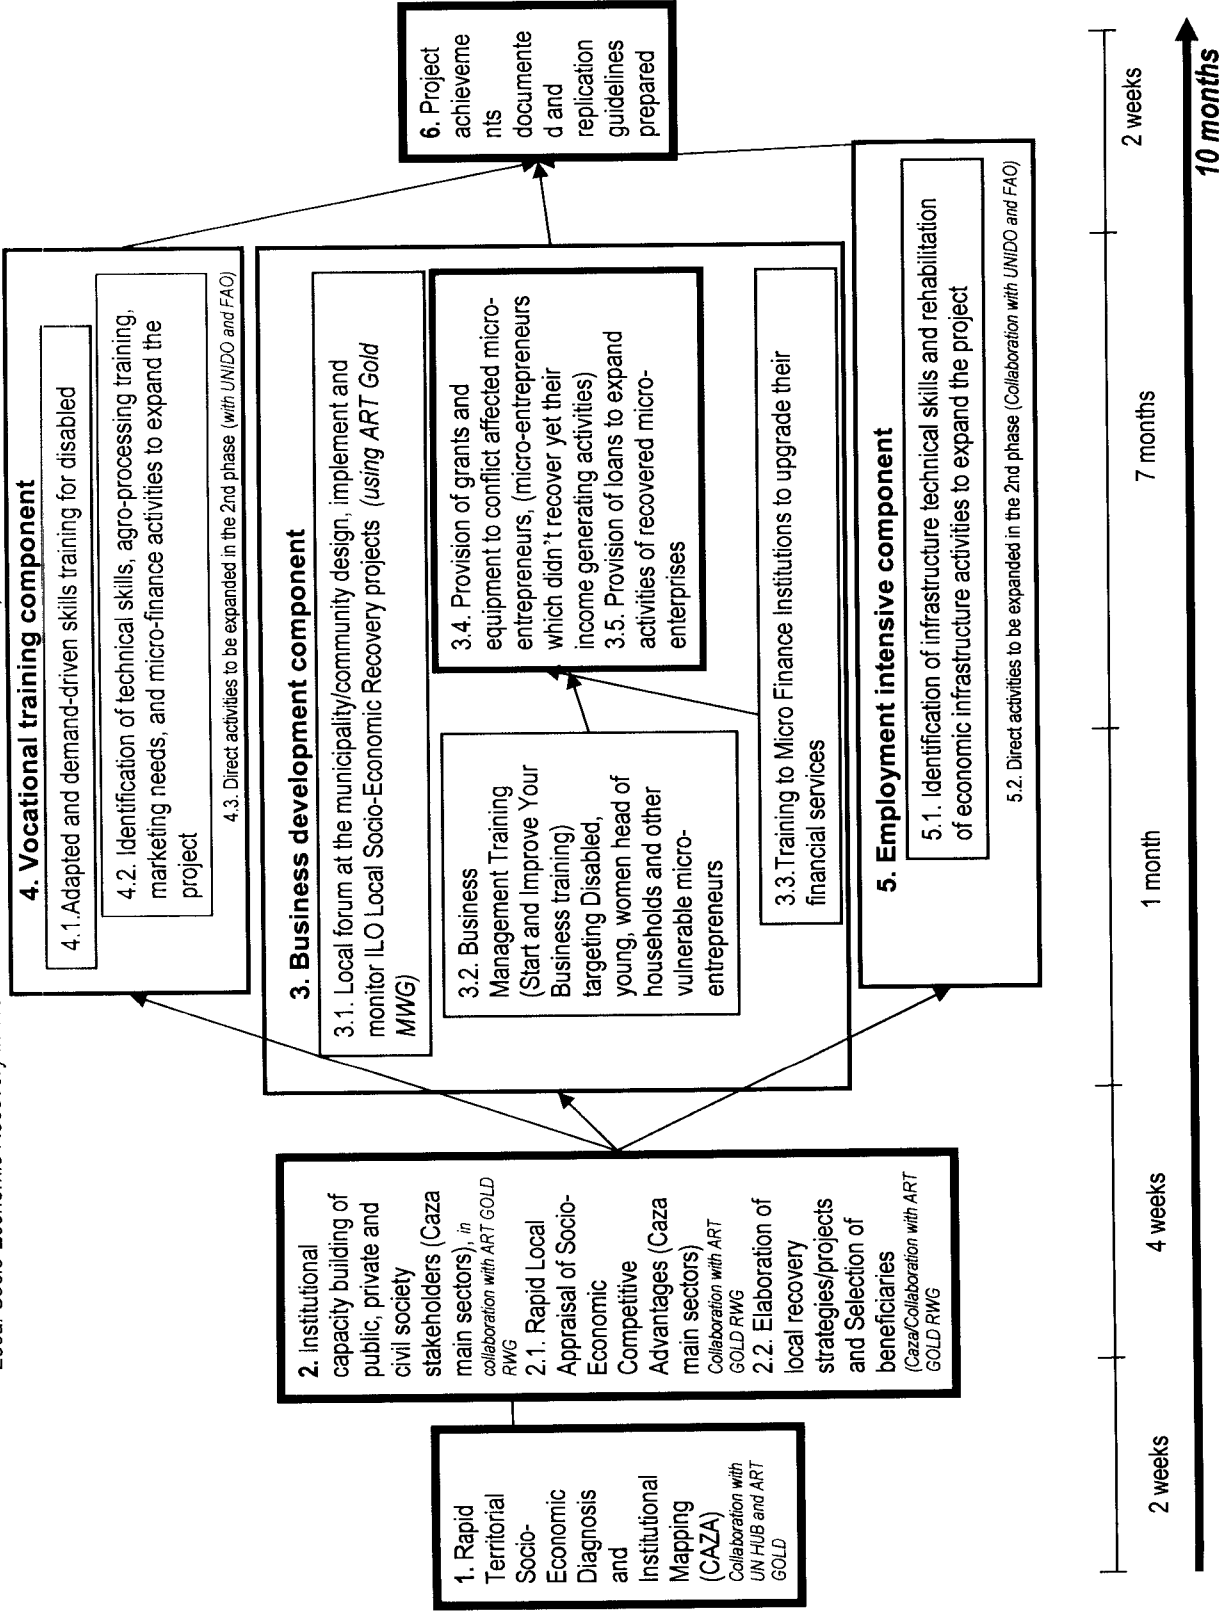 1. Rapid
Territorial
Socio-
Economic
Diagnosis
and
Institutional
Mapping
(CAZA)
Collaboration with
UN HUB and ART
GOLD
2. Institutional
capacity building of
public, private and
civil society
stakeholders (Caza
main sectors), in
collaboration with ART GOLD
RWG
2.1. Rapid Local
Appraisal of Socio-
Economic
Competitive
Advantages (Caza
main sectors)
Collaboration with ART
GOLD RWG
2.2. Elaboration of
local recovery
strategies/projects
and Selection of
beneficiaries
(Caza/Collaboration with ART
GOLD RWG
4. Vocational training component
4.1.Adapted and demand-driven skills training for disabled
4.2. Identification of technical skills, agro-processing training,
marketing needs, and micro-finance activities to expand the
project
4.3. Direct activities to be expanded in the 2nd phase (with UNIDO and FAO)
3. Business development component
3.1. Local forum at the municipality/community design, implement and
monitor ILO Local Socio-Economic Recovery projects (using ART Gold
MWG)
3.2. Business
Management Training
(Start and Improve Your
Business training)
targeting Disabled,
young, women head of
households and other
vulnerable micro-
entrepreneurs
3.4. Provision of grants and
equipment to conflict affected micro-
entrepreneurs, (micro-entrepreneurs
which didn't recover yet their
income generating activities)
3.5. Provision of loans to expand
activities of recovered micro-
enterprises
3.3.Training to Micro Finance Institutions to upgrade their
financial services
5. Employment intensive component
5.1. Identification of infrastructure technical skills and rehabilitation
of economic infrastructure activities to expand the project
5.2. Direct activities to be expanded in the 2nd phase (Collaboration with UNIDO and FAO)
6. Project
achieveme
nts
documente
d and
replication
guidelines
prepared
2 weeks
4 weeks
1 month
7 months
2 weeks
10 months